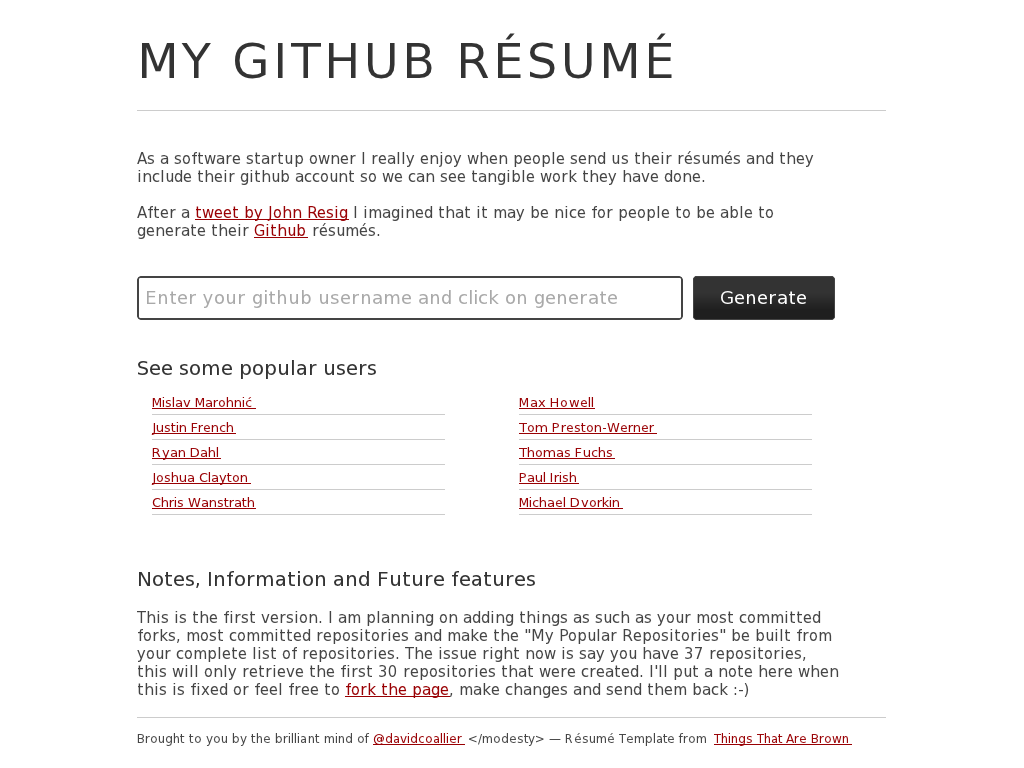 MY GITHUB RÉSUMÉ
As a software startup owner I really enjoy when people send us their résumés and they
include their github account so we can see tangible work they have done.
After a tweet by John Resig I imagined that it may be nice for people to be able to
generate their Github résumés.
Enter your github username and click on generate
Generate
See some popular users
Mislav Marohnić
Justin French
Ryan Dahl
Joshua Clayton
Chris Wanstrath
Max Howell
Tom Preston-Werner
Thomas Fuchs
Paul Irish
Michael Dvorkin
Notes, Information and Future features
This is the first version. I am planning on adding things as such as your most committed
forks, most committed repositories and make the "My Popular Repositories" be built from
your complete list of repositories. The issue right now is say you have 37 repositories,
this will only retrieve the first 30 repositories that were created. I'll put a note here when
this is fixed or feel free to fork the page, make changes and send them back :-)
Brought to you by the brilliant mind of @davidcoallier </modesty> — Résumé Template from Things That Are Brown